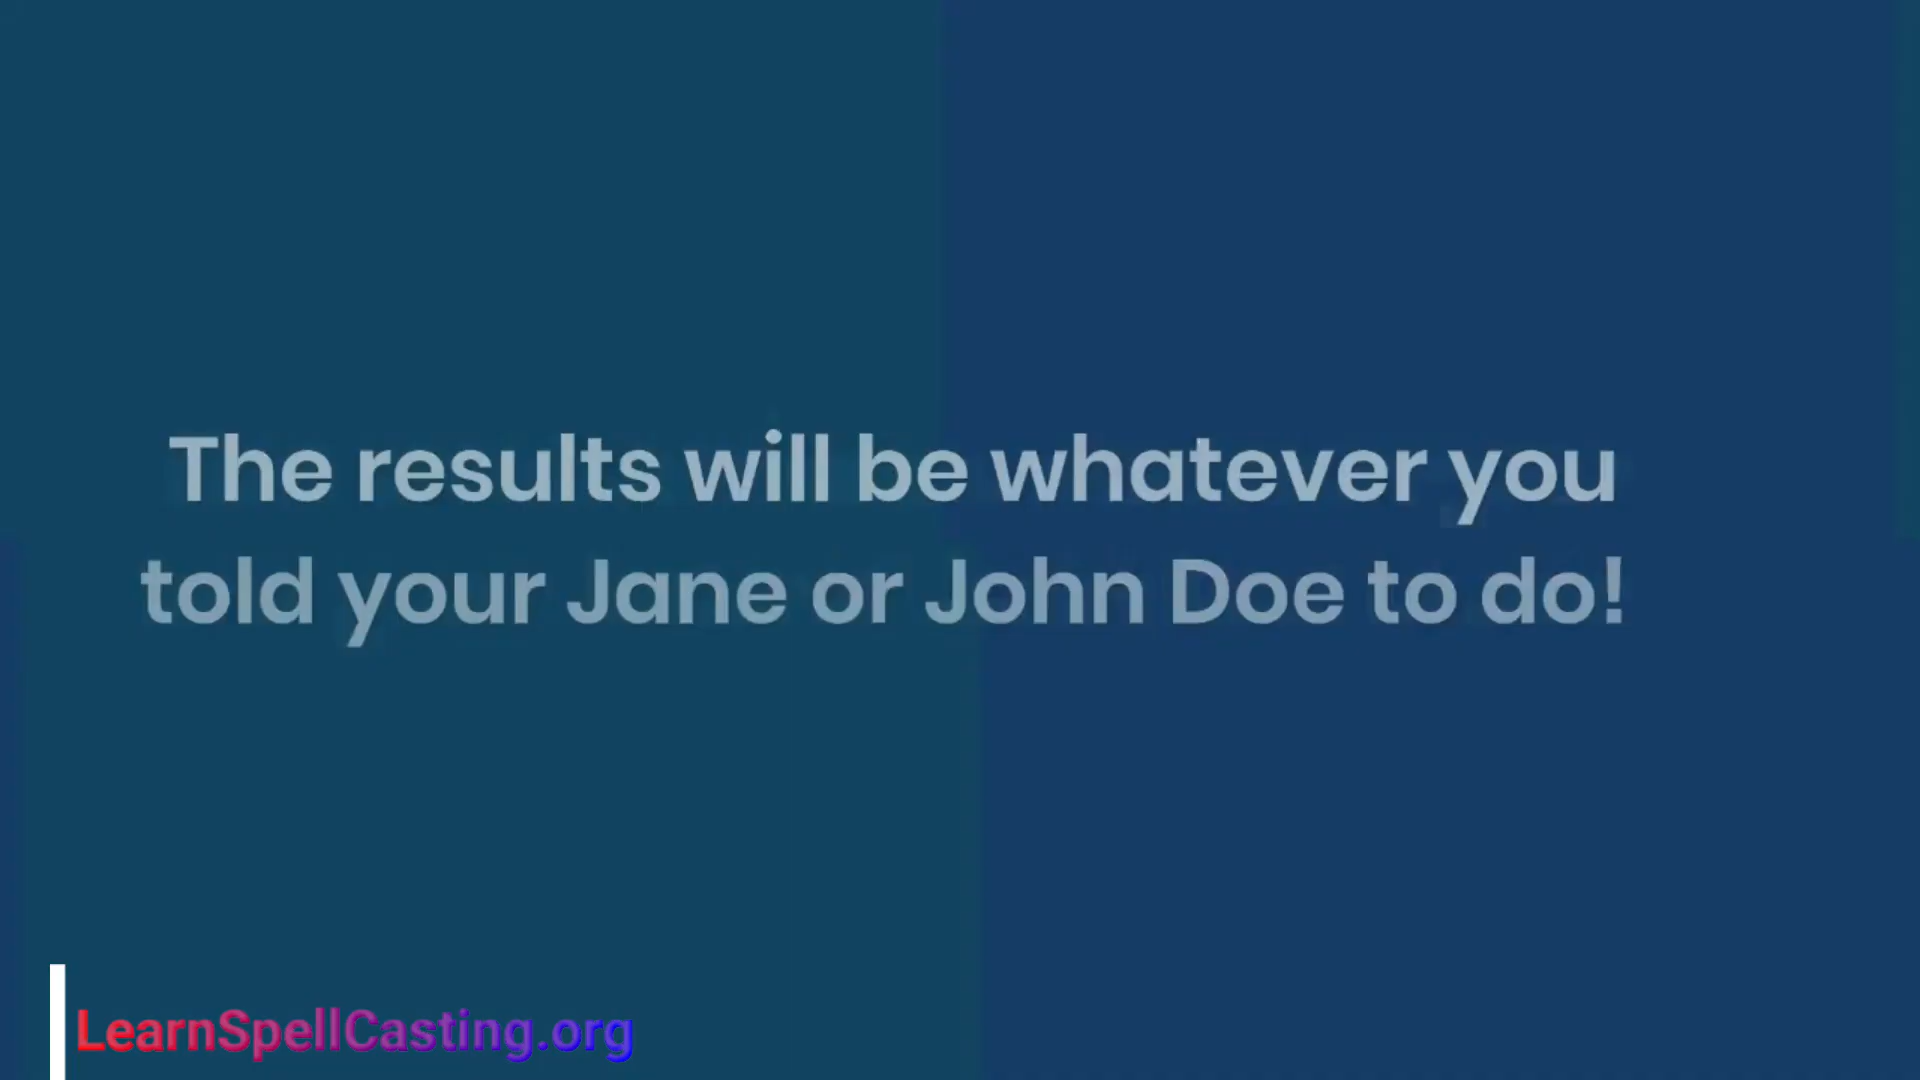 The results will be whatever you
told your Jane or John Doe to do!
LearnSpellCasting.org